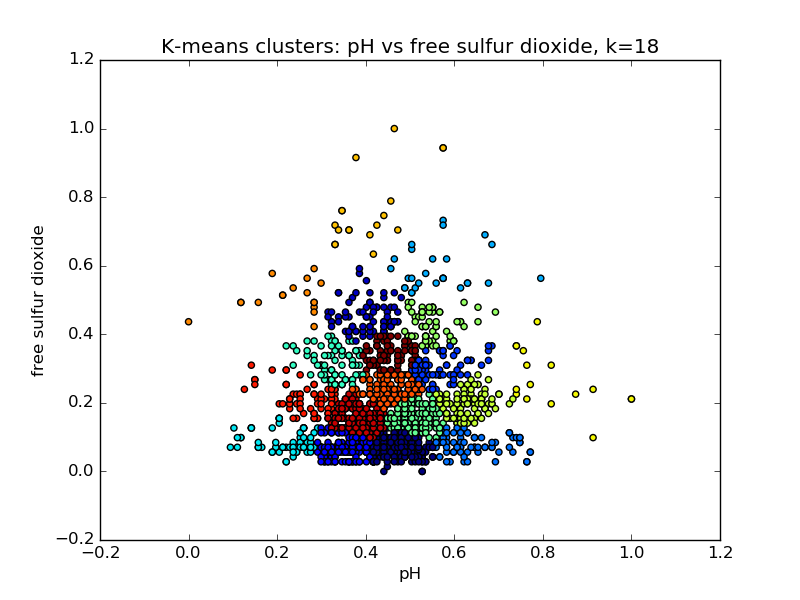 K-means clusters: pH vs free sulfur dioxide, k=18
1.2
1.0
0.8
0.6
0.4
0.2
0.0
−0.2
free sulfur dioxide
−0.2 0.0 0.2 0.4 0.6 0.8 1.0 1.2
pH